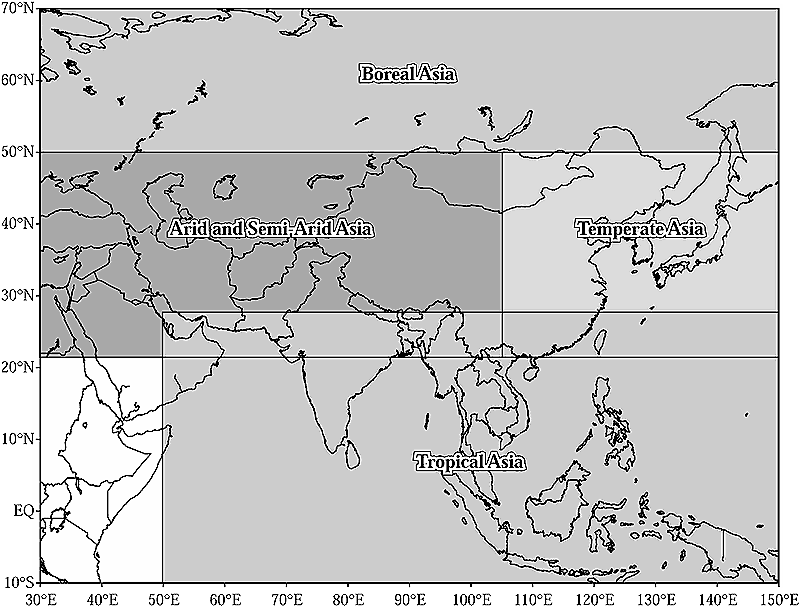 70°N
Boreal Asia
60°N
50°N
40°N
Arid and Semi-Arid Asia
Temperate Asia
30°N
20°N
10°N
Tropical Asia
EQ
10°S
30°E 40°E 50°E 60°E 70°E 80°E 90°E 100°E 110°E 120°E 130°E 140°E 150°E